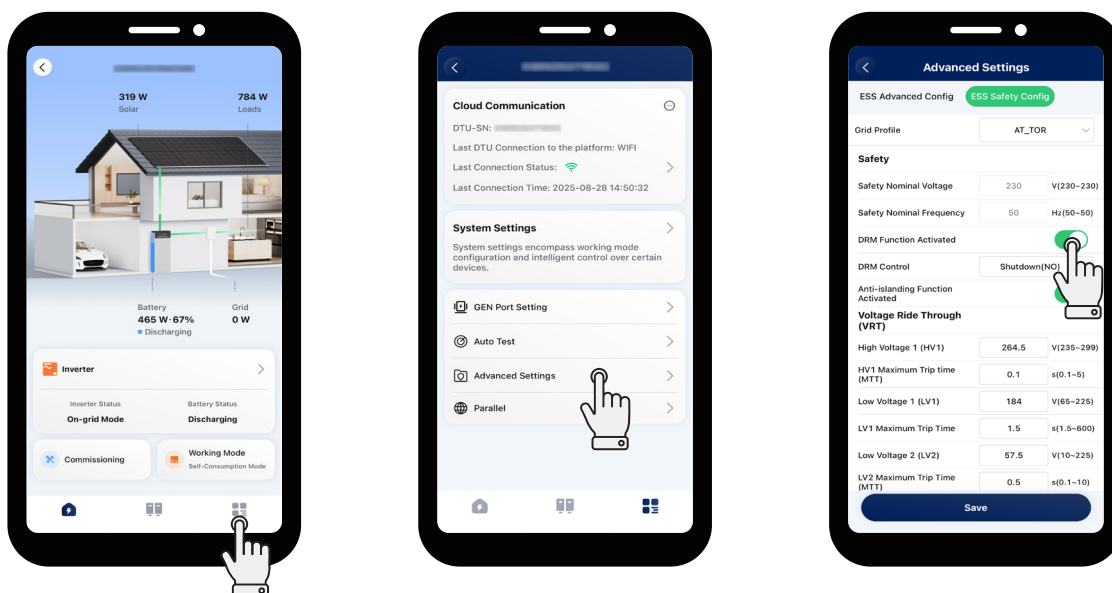 319 W
Solar
784 W
Loads
Battery
465 W·67%
Discharging
Grid
0 W
Inverter
Inverter Status
On-grid Mode
Battery Status
Discharging
Commissioning
Working Mode
Self-Consumption Mode
Cloud Communication
DTU-SN:
Last DTU Connection to the platform: WIFI
Last Connection Status:
Last Connection Time: 2025-08-28 14:50:32
System Settings
System settings encompass working mode
configuration and intelligent control over certain
devices.
GEN Port Setting
Auto Test
Advanced Settings
Parallel
Advanced Settings
ESS Advanced Config
ESS Safety Config
Grid Profile
AT_TOR
Safety
Safety Nominal Voltage 230 V(230~230)
Safety Nominal Frequency 50 Hz(50~50)
DRM Function Activated
DRM Control Shutdown(NO)
Anti-islanding Function
Activated
Voltage Ride Through
(VRT)
High Voltage 1 (HV1) 264.5 V(235~299)
HV1 Maximum Trip time
(MTT) 0.1 s(0.1~5)
Low Voltage 1 (LV1) 184 V(65~225)
LV1 Maximum Trip Time 1.5 s(1.5~600)
Low Voltage 2 (LV2) 57.5 V(10~225)
LV2 Maximum Trip Time
(MTT) 0.5 s(0.1~10)
Save